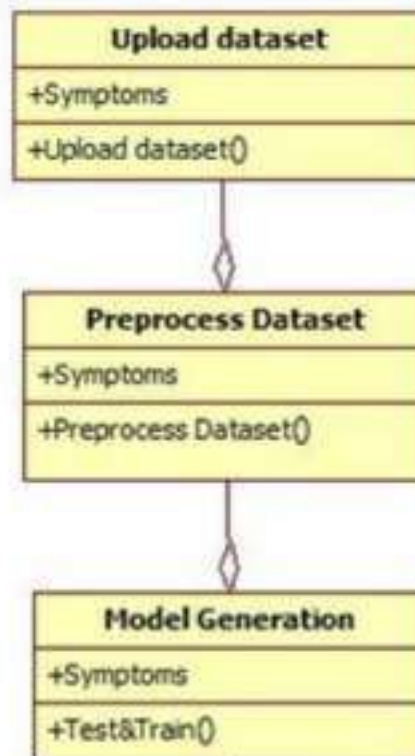 Upload dataset
+Symptoms
+Upload dataset()
Preprocess Dataset
+Symptoms
+Preprocess Dataset()
Model Generation
+Symptoms
+Test&Train()